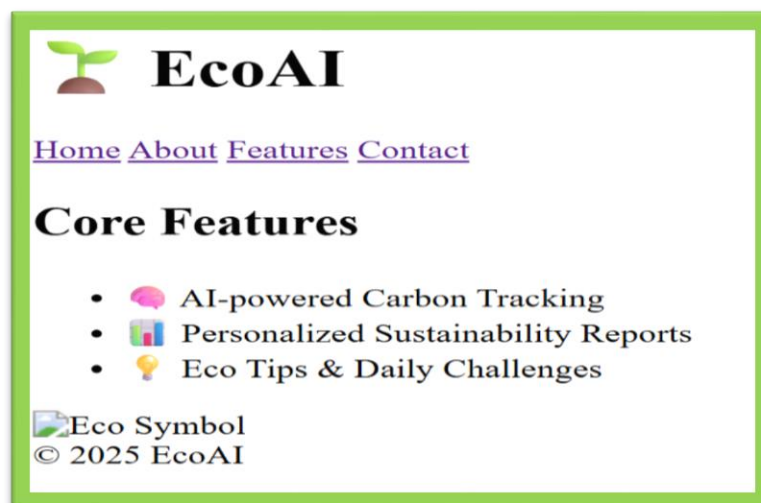 🌱 EcoAI
Home About Features Contact
Core Features
• 🧠 AI-powered Carbon Tracking
• 📊 Personalized Sustainability Reports
• 💡 Eco Tips & Daily Challenges
Eco Symbol
© 2025 EcoAI